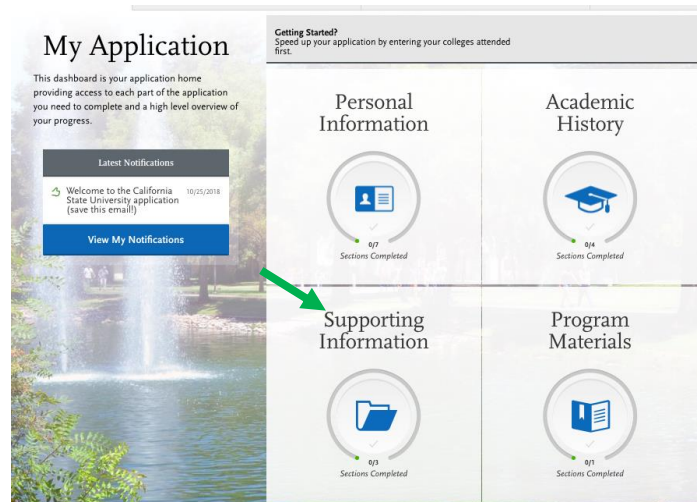 My Application
This dashboard is your application home
providing access to each part of the application
you need to complete and a high level overview of
your progress.
Latest Notifications
Welcome to the California
State University application
(save this email!)
10/25/2018
View My Notifications
Getting Started?
Speed up your application by entering your colleges attended
first.
Personal
Information
0/7
Sections Completed
Academic
History
0/4
Sections Completed
Supporting
Information
0/3
Sections Completed
Program
Materials
0/1
Sections Completed